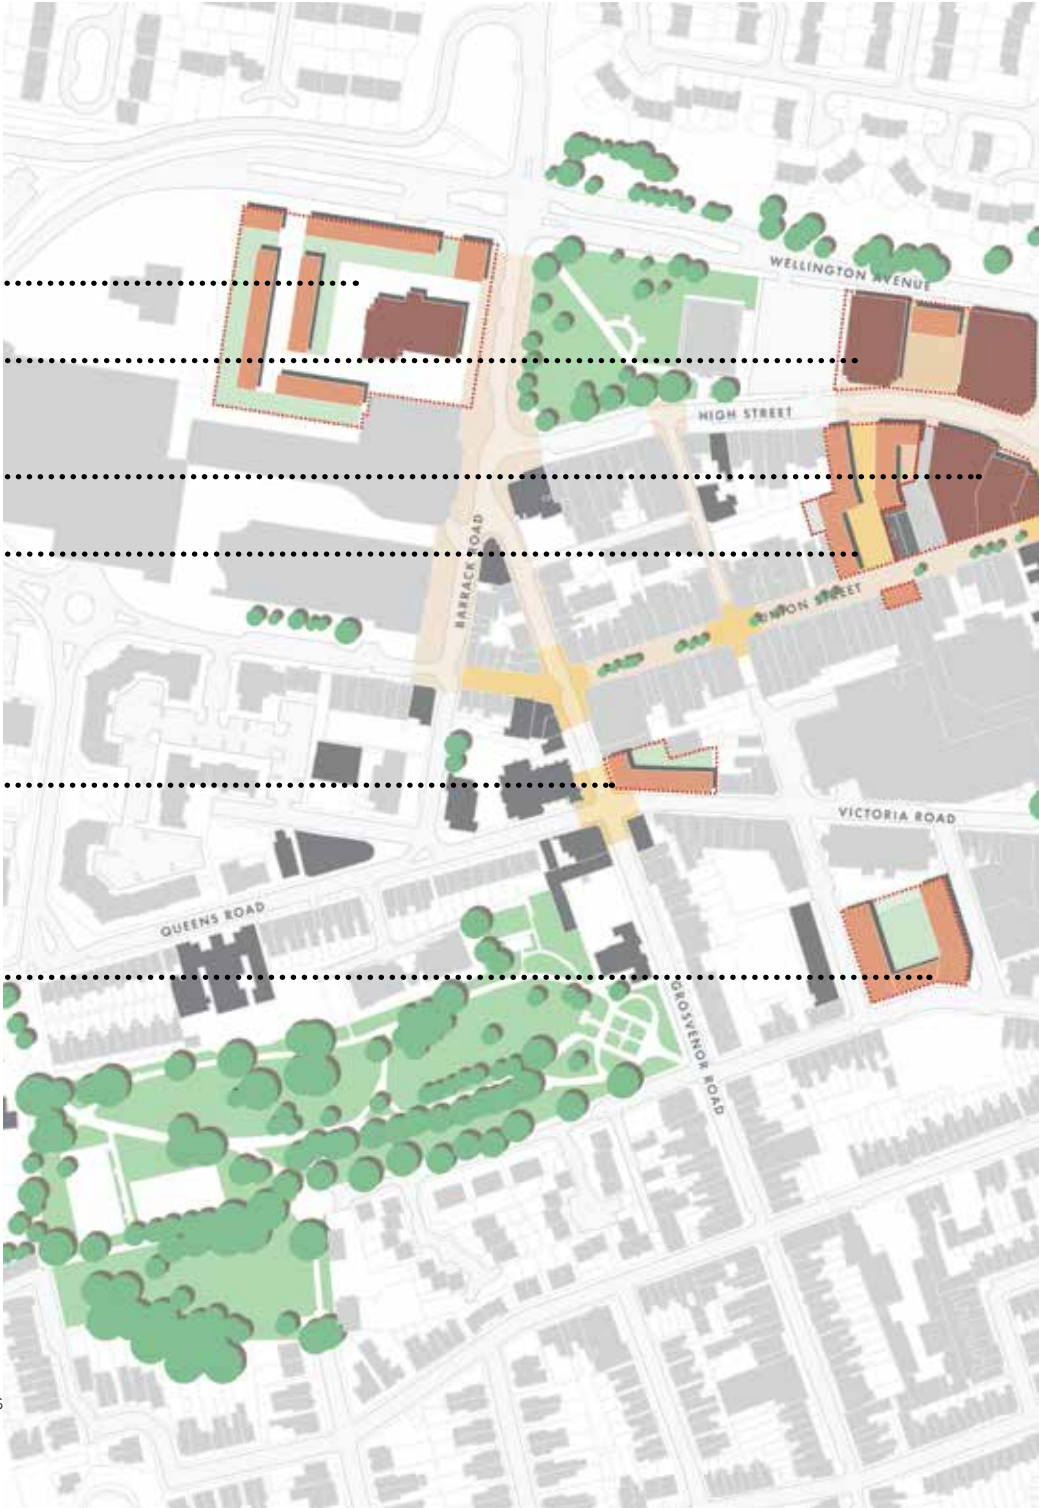 WELLINGTON AVENUE
HIGH STREET
BARRACK ROAD
UNION STREET
VICTORIA ROAD
QUEENS ROAD
GROSVENOR ROAD